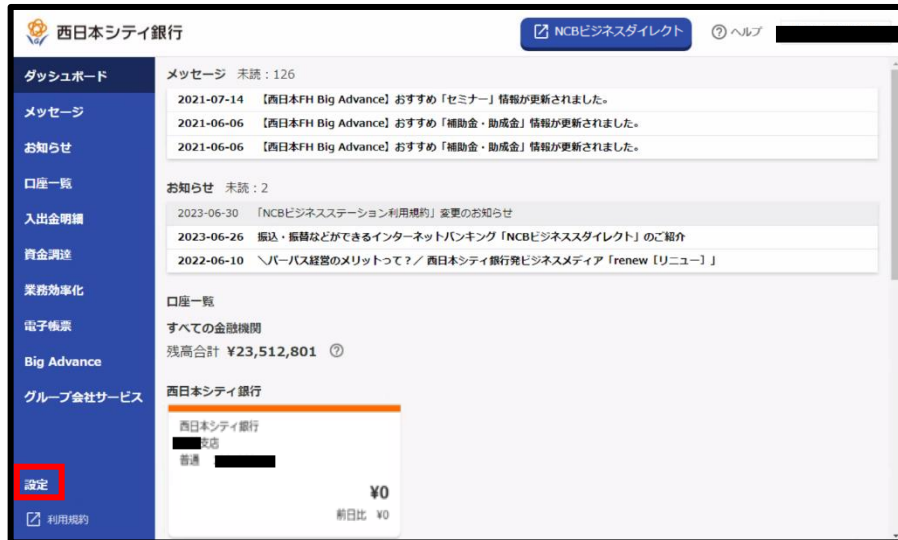 西日本シティ銀行
NCBビジネスダイレクト
ヘルプ
ダッシュボード
メッセージ
お知らせ
口座一覧
入出金明細
資金調達
業務効率化
電子帳票
Big Advance
グループ会社サービス
設定
利用規約
メッセージ 未読：126
2021-07-14 【西日本FH Big Advance】おすすめ「セミナー」情報が更新されました。
2021-06-06 【西日本FH Big Advance】おすすめ「補助金・助成金」情報が更新されました。
2021-06-06 【西日本FH Big Advance】おすすめ「補助金・助成金」情報が更新されました。
お知らせ 未読：2
2023-06-30 「NCBビジネスステーション利用規約」変更のお知らせ
2023-06-26 振込・振替などができるインターネットバンキング「NCBビジネススダイレクト」のご紹介
2022-06-10 ＼パーパス経営のメリットって？／ 西日本シティ銀行発ビジネスメディア「renew［リニュー］」
口座一覧
すべての金融機関
残高合計 ¥23,512,801
西日本シティ銀行
西日本シティ銀行
支店
普通
¥0
前日比 ¥0